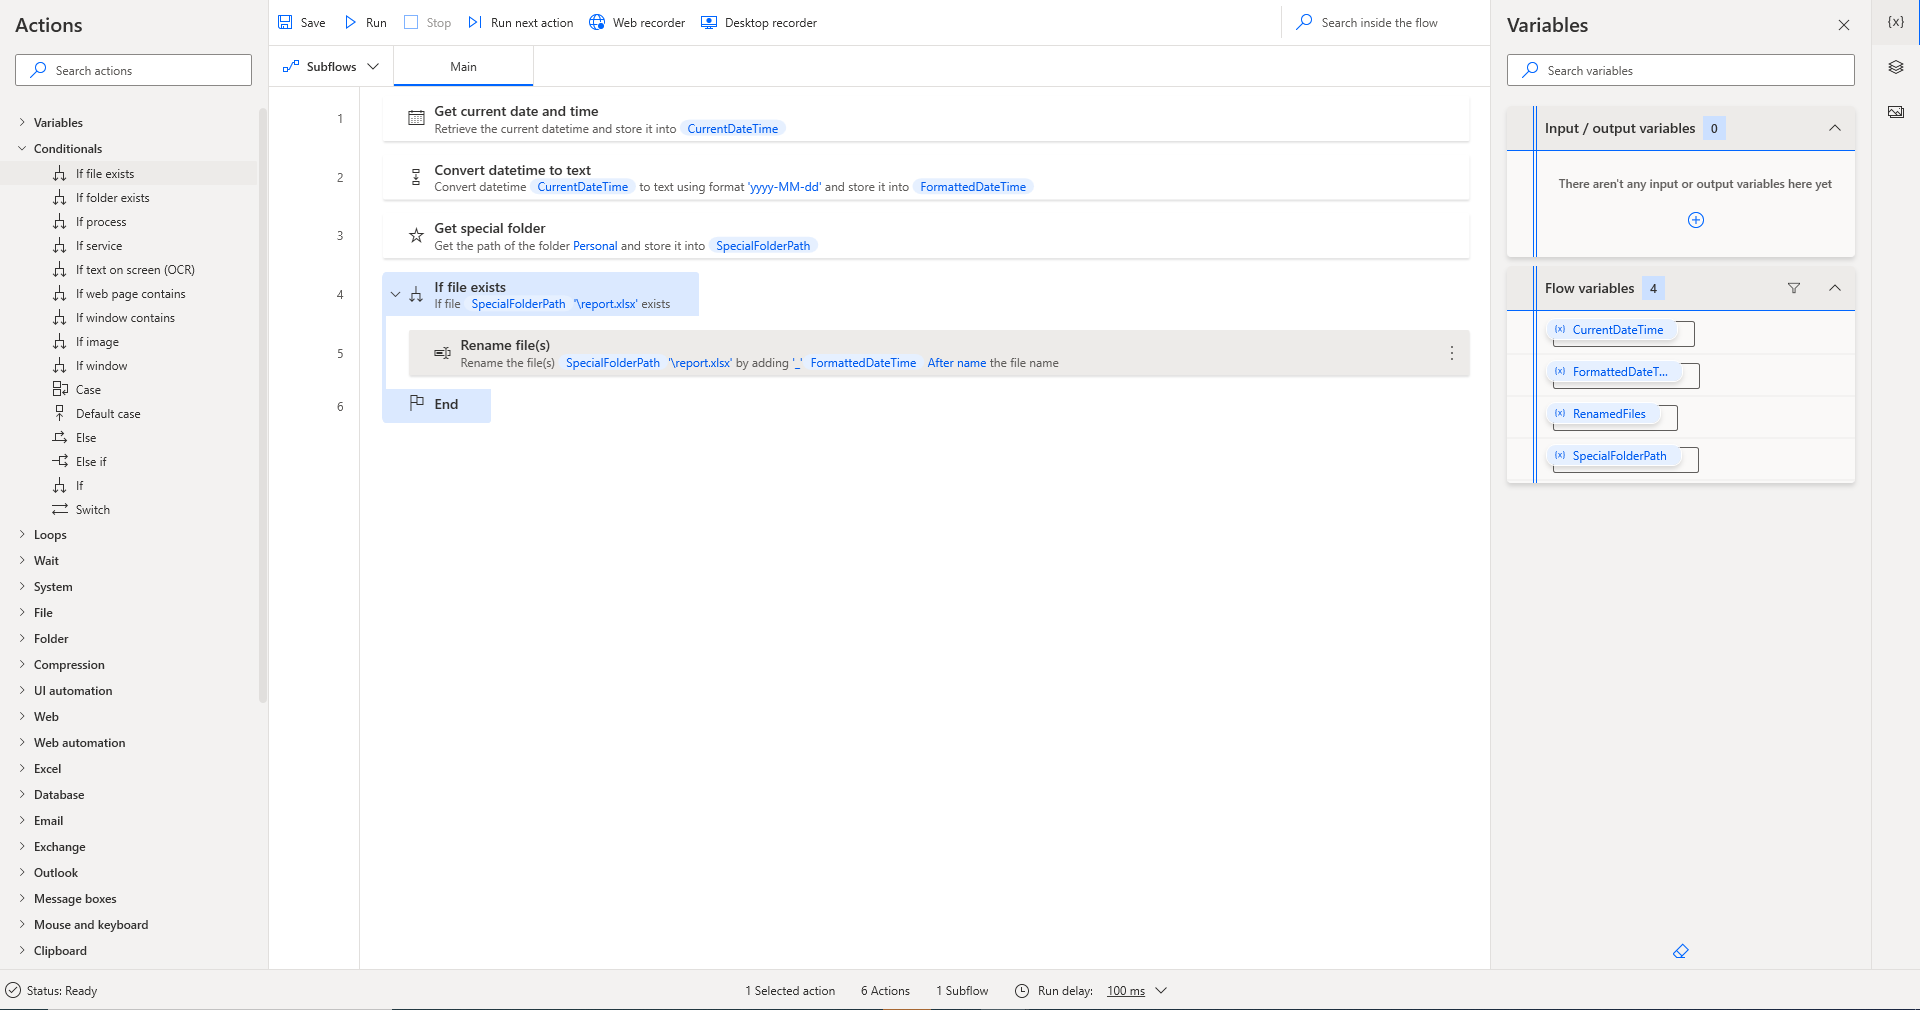 Actions
Search actions
Variables
Conditionals
If file exists
If folder exists
If process
If service
If text on screen (OCR)
If web page contains
If window contains
If image
If window
Case
Default case
Else
Else if
If
Switch
Loops
Wait
System
File
Folder
Compression
UI automation
Web
Web automation
Excel
Database
Email
Exchange
Outlook
Message boxes
Mouse and keyboard
Clipboard
Save Run Stop Run next action Web recorder Desktop recorder Search inside the flow
Subflows Main
1 Get current date and time
Retrieve the current datetime and store it into CurrentDateTime
2 Convert datetime to text
Convert datetime CurrentDateTime to text using format 'yyyy-MM-dd' and store it into FormattedDateTime
3 Get special folder
Get the path of the folder Personal and store it into SpecialFolderPath
4 If file exists
If file SpecialFolderPath '\report.xlsx' exists
5 Rename file(s)
Rename the file(s) SpecialFolderPath '\report.xlsx' by adding '_' FormattedDateTime After name the file name
6 End
Variables
{x}
Search variables
Input / output variables 0
There aren't any input or output variables here yet
Flow variables 4
(x) CurrentDateTime
(x) FormattedDateT...
(x) RenamedFiles
(x) SpecialFolderPath
Status: Ready 1 Selected action 6 Actions 1 Subflow Run delay: 100 ms